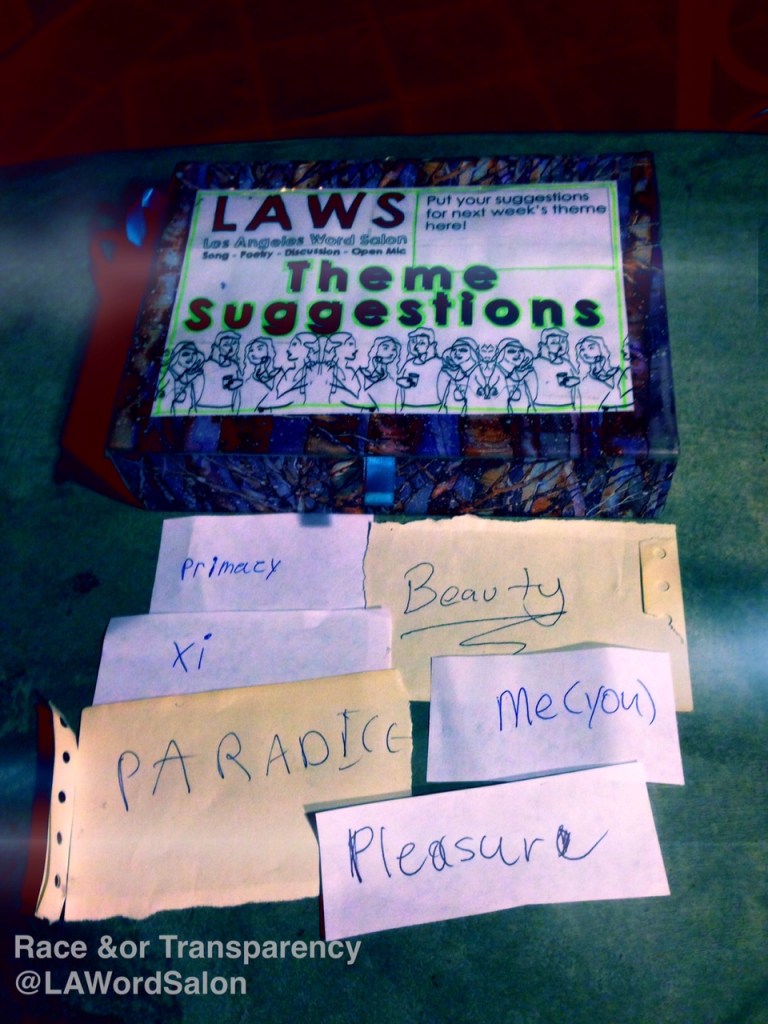 LAWS
Los Angeles Word Salon
Song - Poetry - Discussion - Open Mic
Put your suggestions
for next week's theme
here!
Theme
Suggestions
Primacy
Beauty
Xi
Me(you)
PARADICE
Pleasure
Race &or Transparency
@LAWordSalon